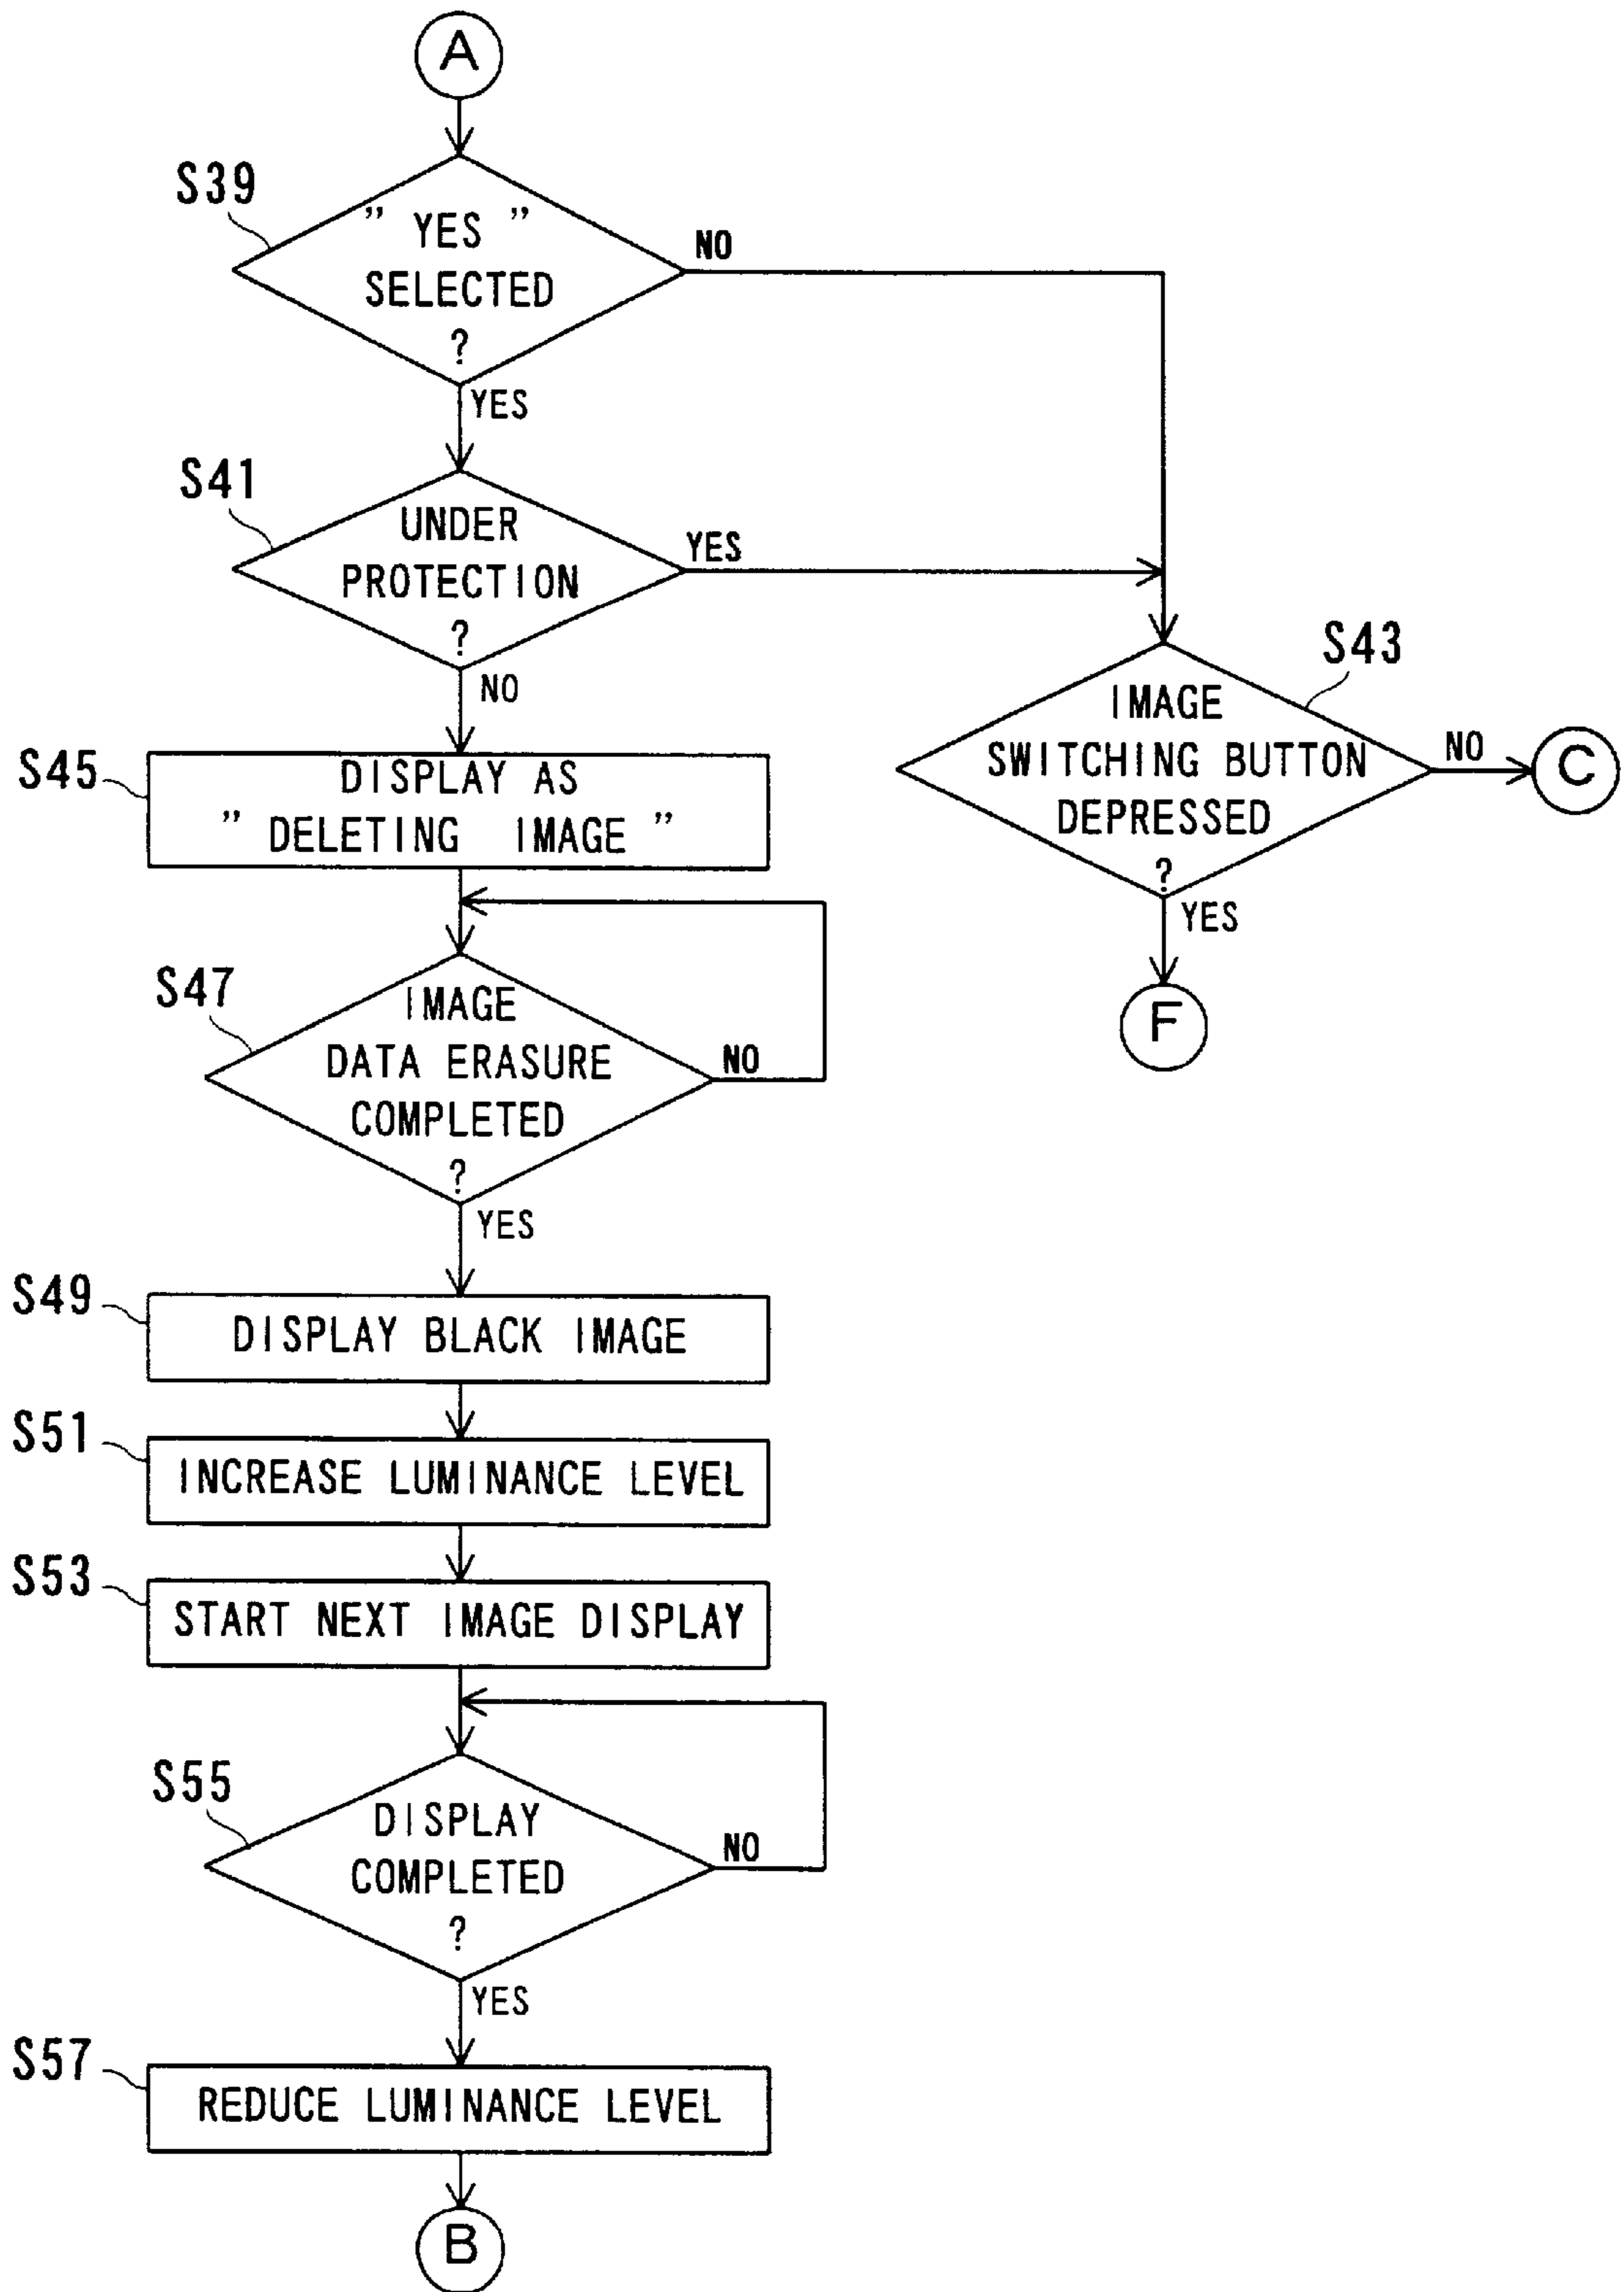 A
S39
" YES "
SELECTED
?
NO
YES
S41
UNDER
PROTECTION
?
YES
NO
S43
IMAGE
SWITCHING BUTTON
DEPRESSED
?
NO
C
YES
F
S45
DISPLAY AS
" DELETING IMAGE "
S47
IMAGE
DATA ERASURE
COMPLETED
?
NO
YES
S49
DISPLAY BLACK IMAGE
S51
INCREASE LUMINANCE LEVEL
S53
START NEXT IMAGE DISPLAY
S55
DISPLAY
COMPLETED
?
NO
YES
S57
REDUCE LUMINANCE LEVEL
B